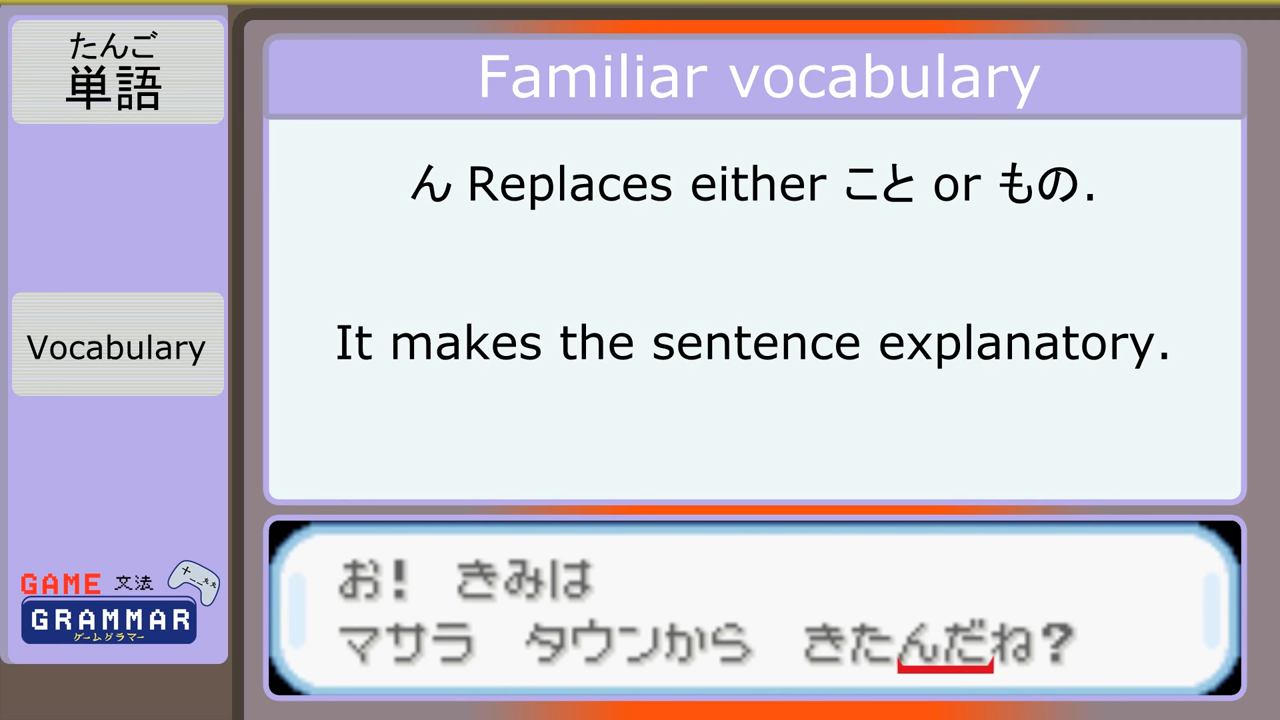 たんご
単語
Vocabulary
GAME 文法
GRAMMAR
ゲームグラマー
Familiar vocabulary
ん Replaces either こと or もの.
It makes the sentence explanatory.
お! きみは
マサラ タウンから きたんだね?